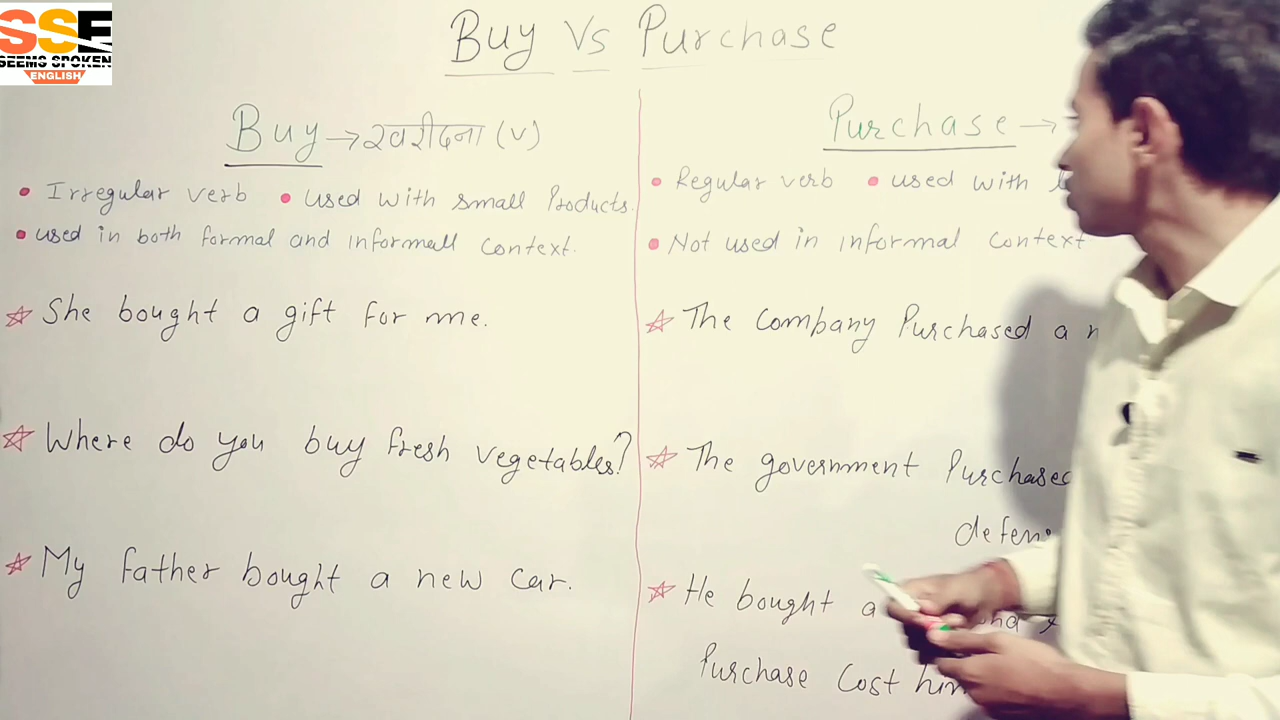 SSE
SEEMS SPOKEN
ENGLISH
Buy Vs Purchase
Buy → खरीदना (V)
• Irregular verb • used with small Products.
• used in both formal and informall context.
☆ She bought a gift for me.
☆ Where do you buy fresh vegetables?
☆ My father bought a new car.
Purchase →
• Regular verb • used with
• Not used in informal context
☆ The company Purchased a
☆ The government Purchased
☆ He bought a
Purchase cost him